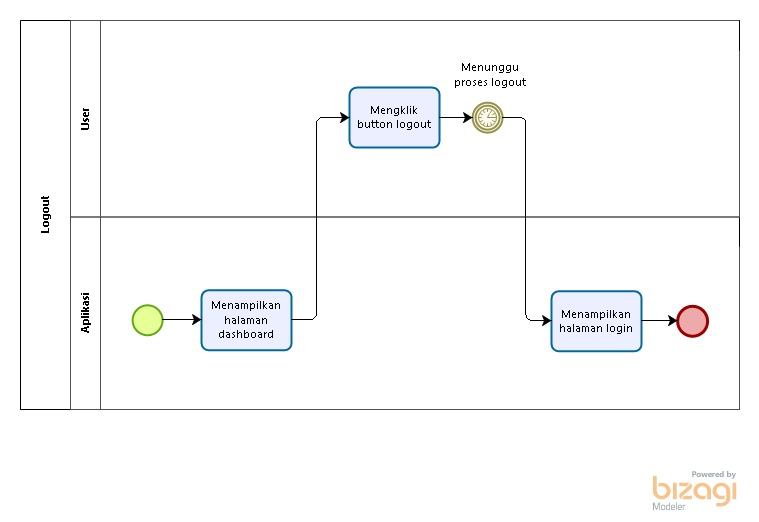 Logout
User
Menunggu
proses logout
Mengklik
button logout
Aplikasi
Menampilkan
halaman
dashboard
Menampilkan
halaman login
Powered by
bizagi
Modeler